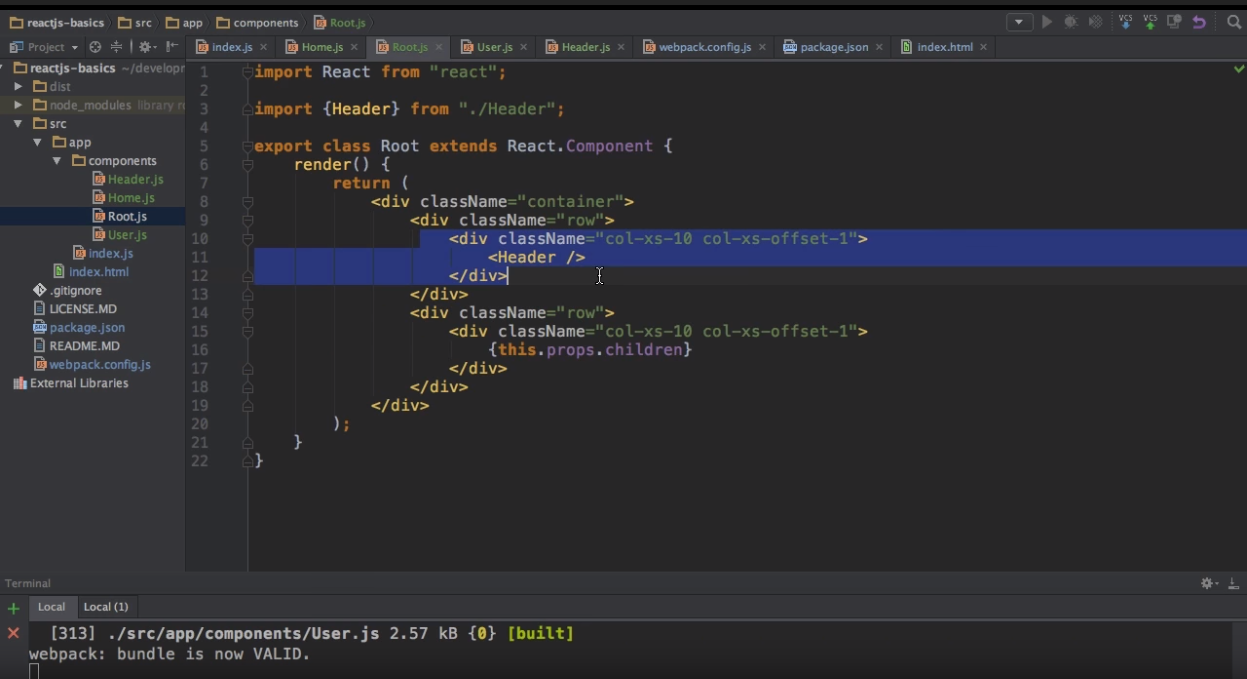 reactjs-basics src app components Root.js
Project index.js Home.js Root.js User.js Header.js webpack.config.js package.json index.html
reactjs-basics ~/develop
dist
node_modules library
src
app
components
Header.js
Home.js
Root.js
User.js
index.js
index.html
.gitignore
LICENSE.MD
package.json
README.MD
webpack.config.js
External Libraries
VCS VCS
1 import React from "react";
2
3 import {Header} from "./Header";
4
5 export class Root extends React.Component {
6     render() {
7         return (
8             <div className="container">
9                 <div className="row">
10                     <div className="col-xs-10 col-xs-offset-1">
11                         <Header />
12                     </div>
13                 </div>
14                 <div className="row">
15                     <div className="col-xs-10 col-xs-offset-1">
16                         {this.props.children}
17                     </div>
18                 </div>
19             </div>
20         );
21     }
22 }
Terminal
Local Local (1)
[313] ./src/app/components/User.js 2.57 kB {0} [built]
webpack: bundle is now VALID.